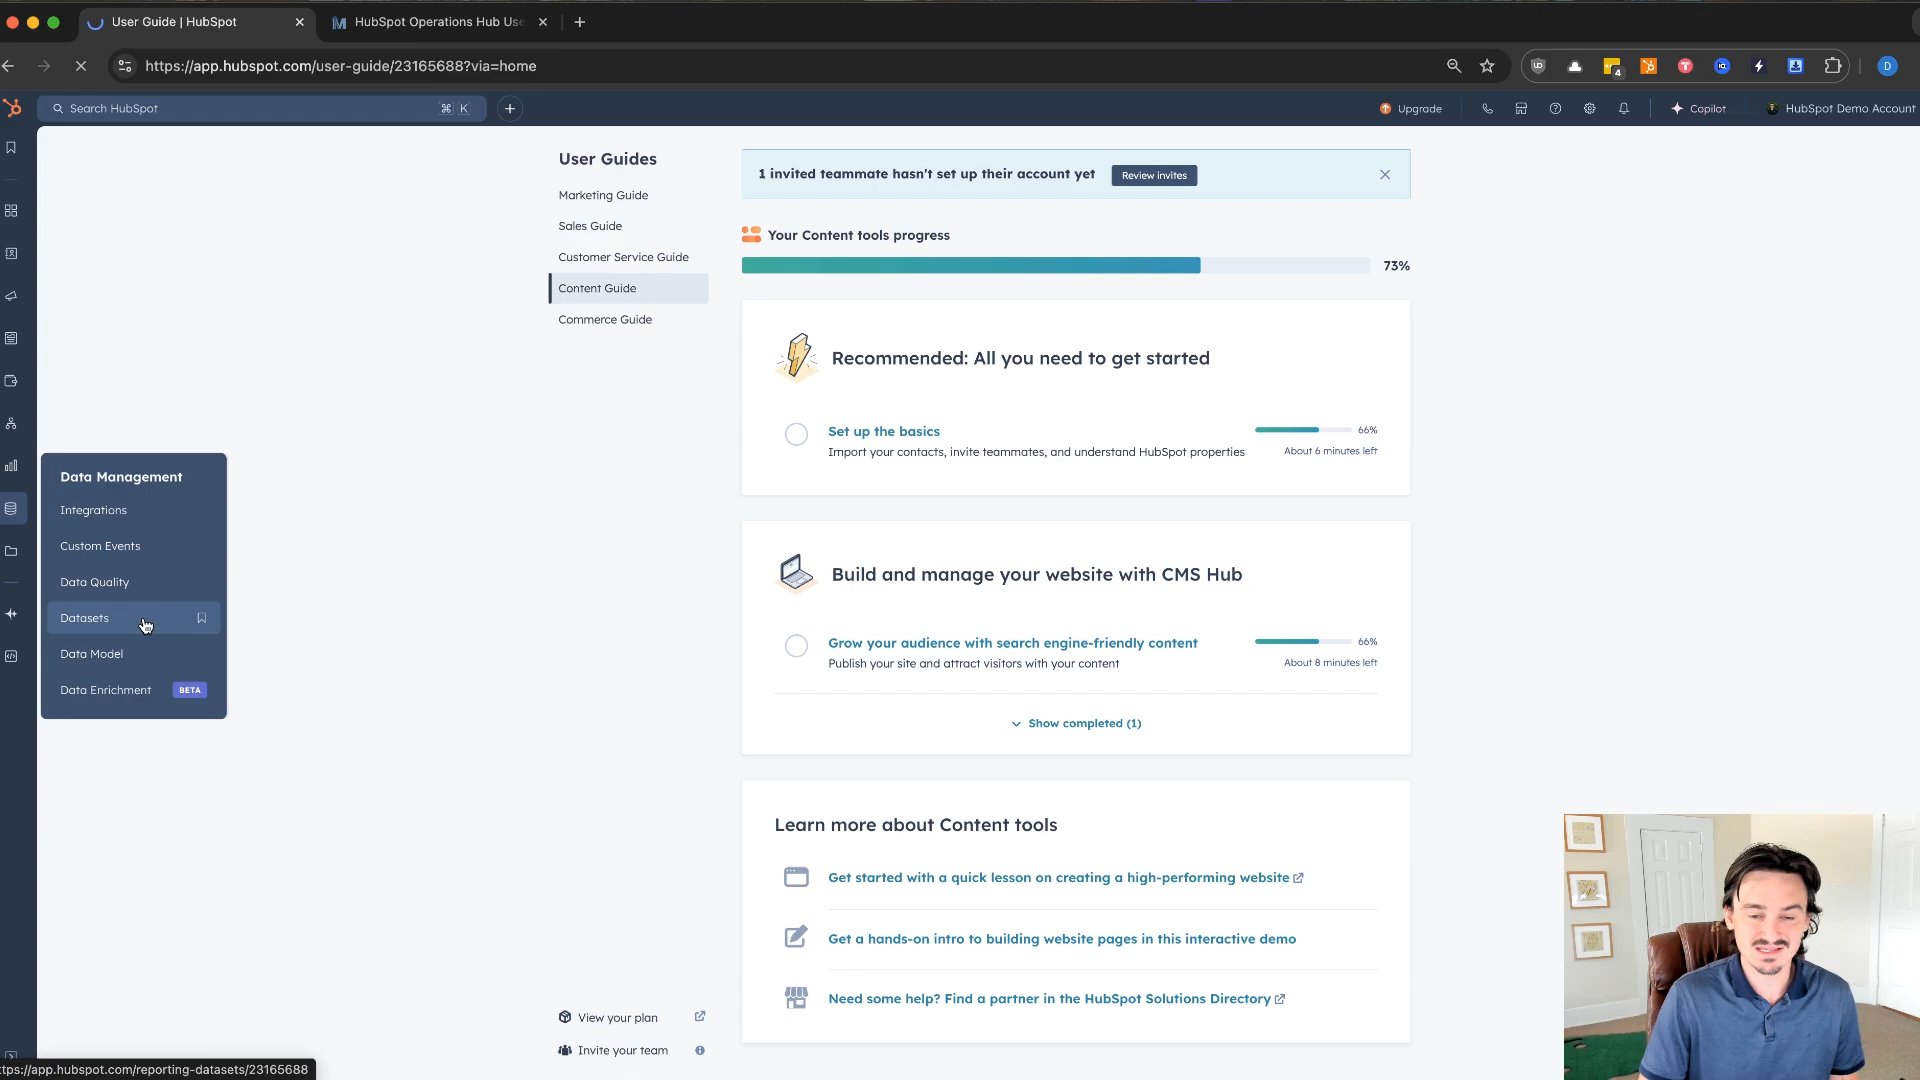 User Guide | HubSpot
HubSpot Operations Hub Use
https://app.hubspot.com/user-guide/23165688?via=home
4
D
Search HubSpot
⌘ K
Upgrade
Copilot
HubSpot Demo Account
User Guides
Marketing Guide
Sales Guide
Customer Service Guide
Content Guide
Commerce Guide
1 invited teammate hasn't set up their account yet
Review invites
Your Content tools progress
73%
Recommended: All you need to get started
Set up the basics
66%
Import your contacts, invite teammates, and understand HubSpot properties
About 6 minutes left
Data Management
Integrations
Custom Events
Data Quality
Datasets
Data Model
Data Enrichment
BETA
Build and manage your website with CMS Hub
Grow your audience with search engine-friendly content
66%
Publish your site and attract visitors with your content
About 8 minutes left
Show completed (1)
Learn more about Content tools
Get started with a quick lesson on creating a high-performing website
Get a hands-on intro to building website pages in this interactive demo
Need some help? Find a partner in the HubSpot Solutions Directory
View your plan
Invite your team
ttps://app.hubspot.com/reporting-datasets/23165688